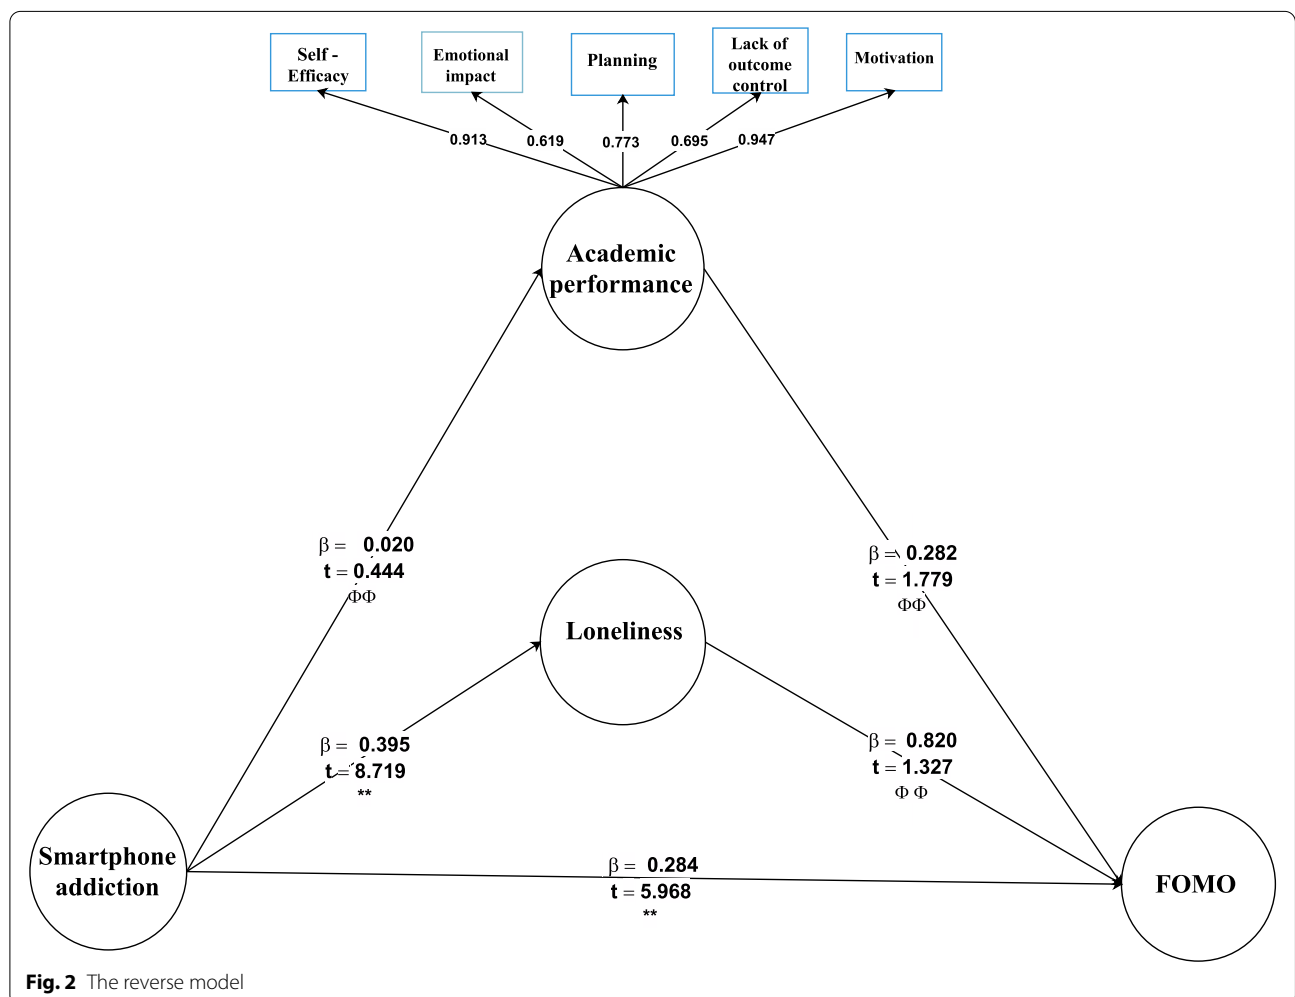 Self -
Efficacy
Emotional
impact
Planning
Lack of
outcome
control
Motivation
0.913
0.619
0.773
0.695
0.947
Academic
performance
β = 0.020
t = 0.444
ΦΦ
β = 0.282
t = 1.779
ΦΦ
Loneliness
β = 0.395
t = 8.719
**
β = 0.820
t = 1.327
Φ Φ
Smartphone
addiction
β = 0.284
t = 5.968
**
FOMO
Fig. 2 The reverse model